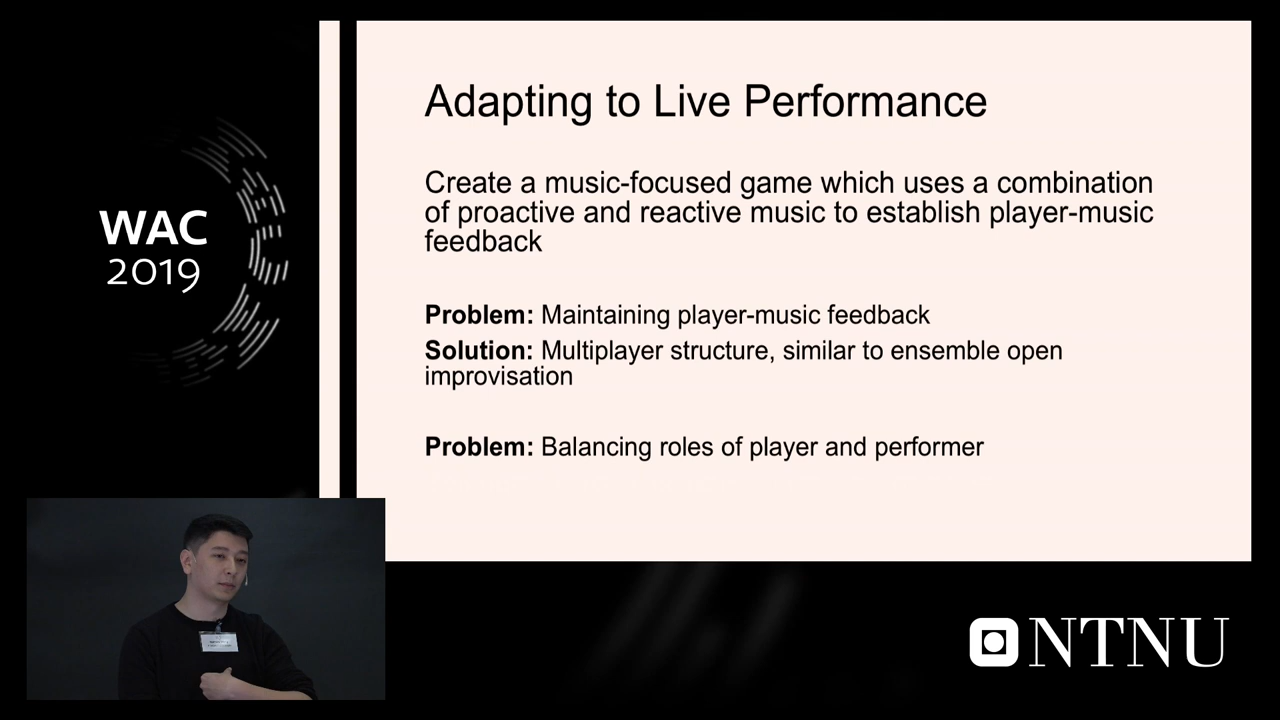 Adapting to Live Performance
Create a music-focused game which uses a combination
of proactive and reactive music to establish player-music
feedback
Problem: Maintaining player-music feedback
Solution: Multiplayer structure, similar to ensemble open
improvisation
Problem: Balancing roles of player and performer
WAC
2019
NTNU